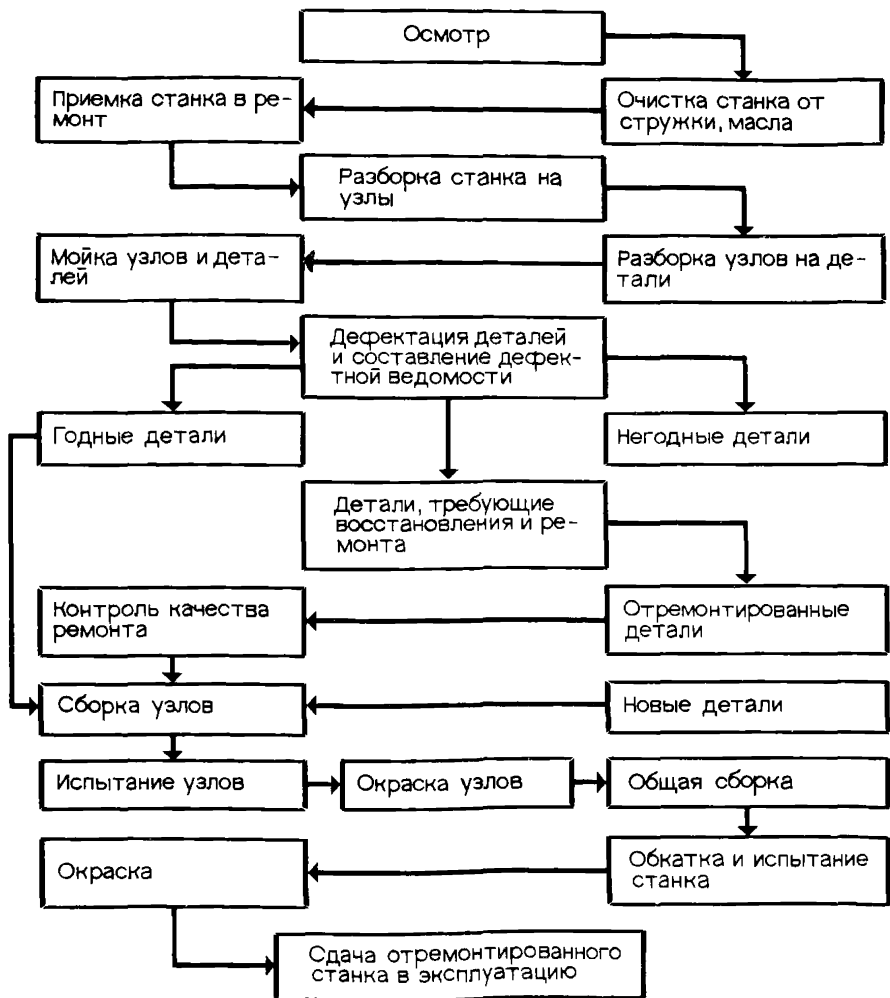 Осмотр
Приемка станка в ре-
монт
Очистка станка от
стружки, масла
Разборка станка на
узлы
Мойка узлов и дета-
лей
Разборка узлов на де-
тали
Дефектация деталей
и составление дефек-
тной ведомости
Годные детали
Негодные детали
Детали, требующие
восстановления и ре-
монта
Контроль качества
ремонта
Отремонтированные
детали
Сборка узлов
Новые детали
Испытание узлов
Окраска узлов
Общая сборка
Окраска
Обкатка и испытание
станка
Сдача отремонтированного
станка в эксплуатацию